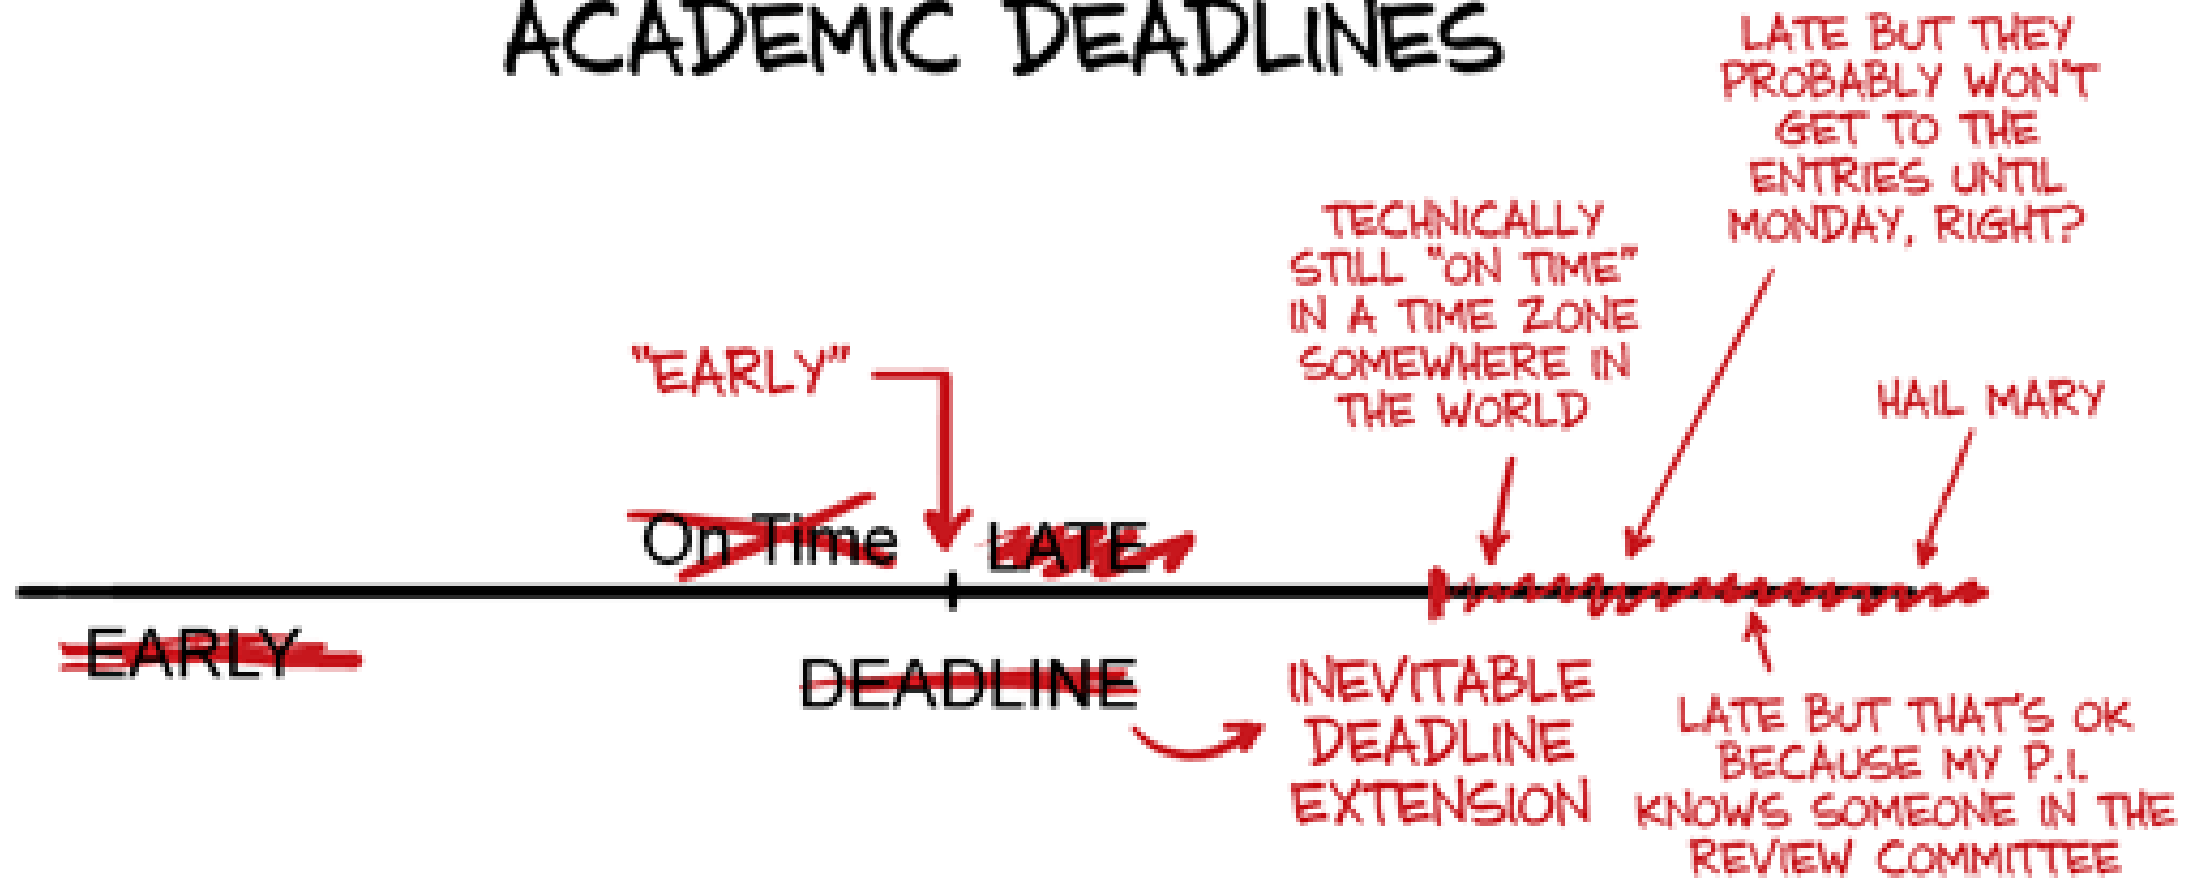 ACADEMIC DEADLINES
LATE BUT THEY
PROBABLY WON'T
GET TO THE
ENTRIES UNTIL
MONDAY, RIGHT?
TECHNICALLY
STILL "ON TIME"
IN A TIME ZONE
SOMEWHERE IN
THE WORLD
"EARLY"
HAIL MARY
On Time
LATE
EARLY
DEADLINE
INEVITABLE
DEADLINE
EXTENSION
LATE BUT THAT'S OK
BECAUSE MY P.I.
KNOWS SOMEONE IN THE
REVIEW COMMITTEE